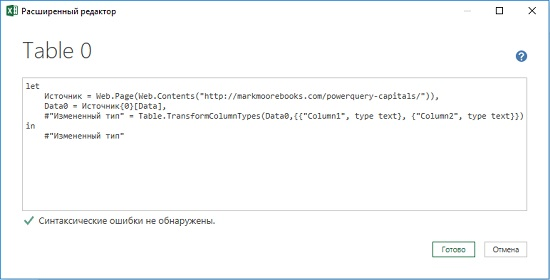 Расширенный редактор
Table 0
let
    Источник = Web.Page(Web.Contents("http://markmoorebooks.com/powerquery-capitals/")),
    Data0 = Источник{0}[Data],
    #"Измененный тип" = Table.TransformColumnTypes(Data0,{{"Column1", type text}, {"Column2", type text}})
in
    #"Измененный тип"
Синтаксические ошибки не обнаружены.
Готово Отмена